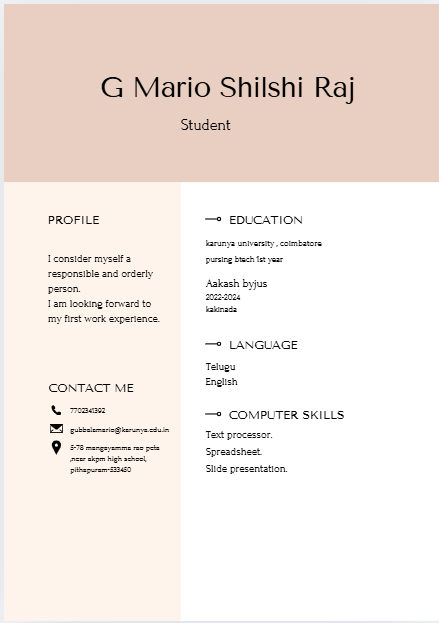 G Mario Shilshi Raj
Student
PROFILE
I consider myself a
responsible and orderly
person.
I am looking forward to
my first work experience.
CONTACT ME
7702341392
gubbalamario@karunya.edu.in
5-78 mangayamma rao peta
,near akpm high school,
pithapuram-533450
EDUCATION
karunya university , coimbatore
pursing btech 1st year
Aakash byjus
2022-2024
kakinada
LANGUAGE
Telugu
English
COMPUTER SKILLS
Text processor.
Spreadsheet.
Slide presentation.